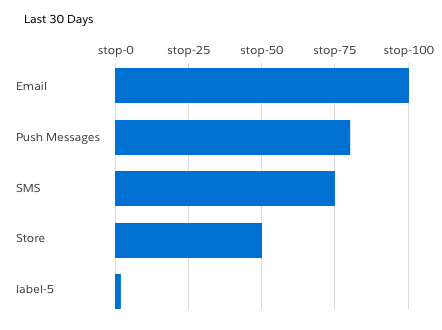 Last 30 Days
stop-0 stop-25 stop-50 stop-75 stop-100
Email
Push Messages
SMS
Store
label-5